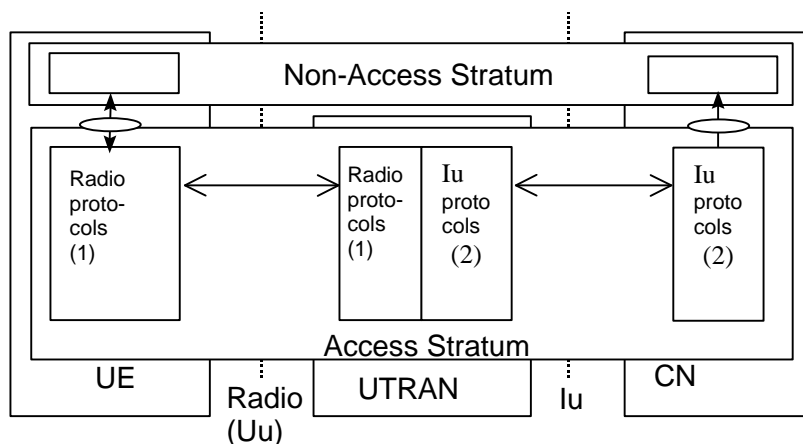 Non-Access Stratum
Radio
proto-
cols
(1)
Radio
proto-
cols
(1)
Iu
proto
cols
(2)
Iu
proto
cols
(2)
Access Stratum
UE
Radio
(Uu)
UTRAN
Iu
CN